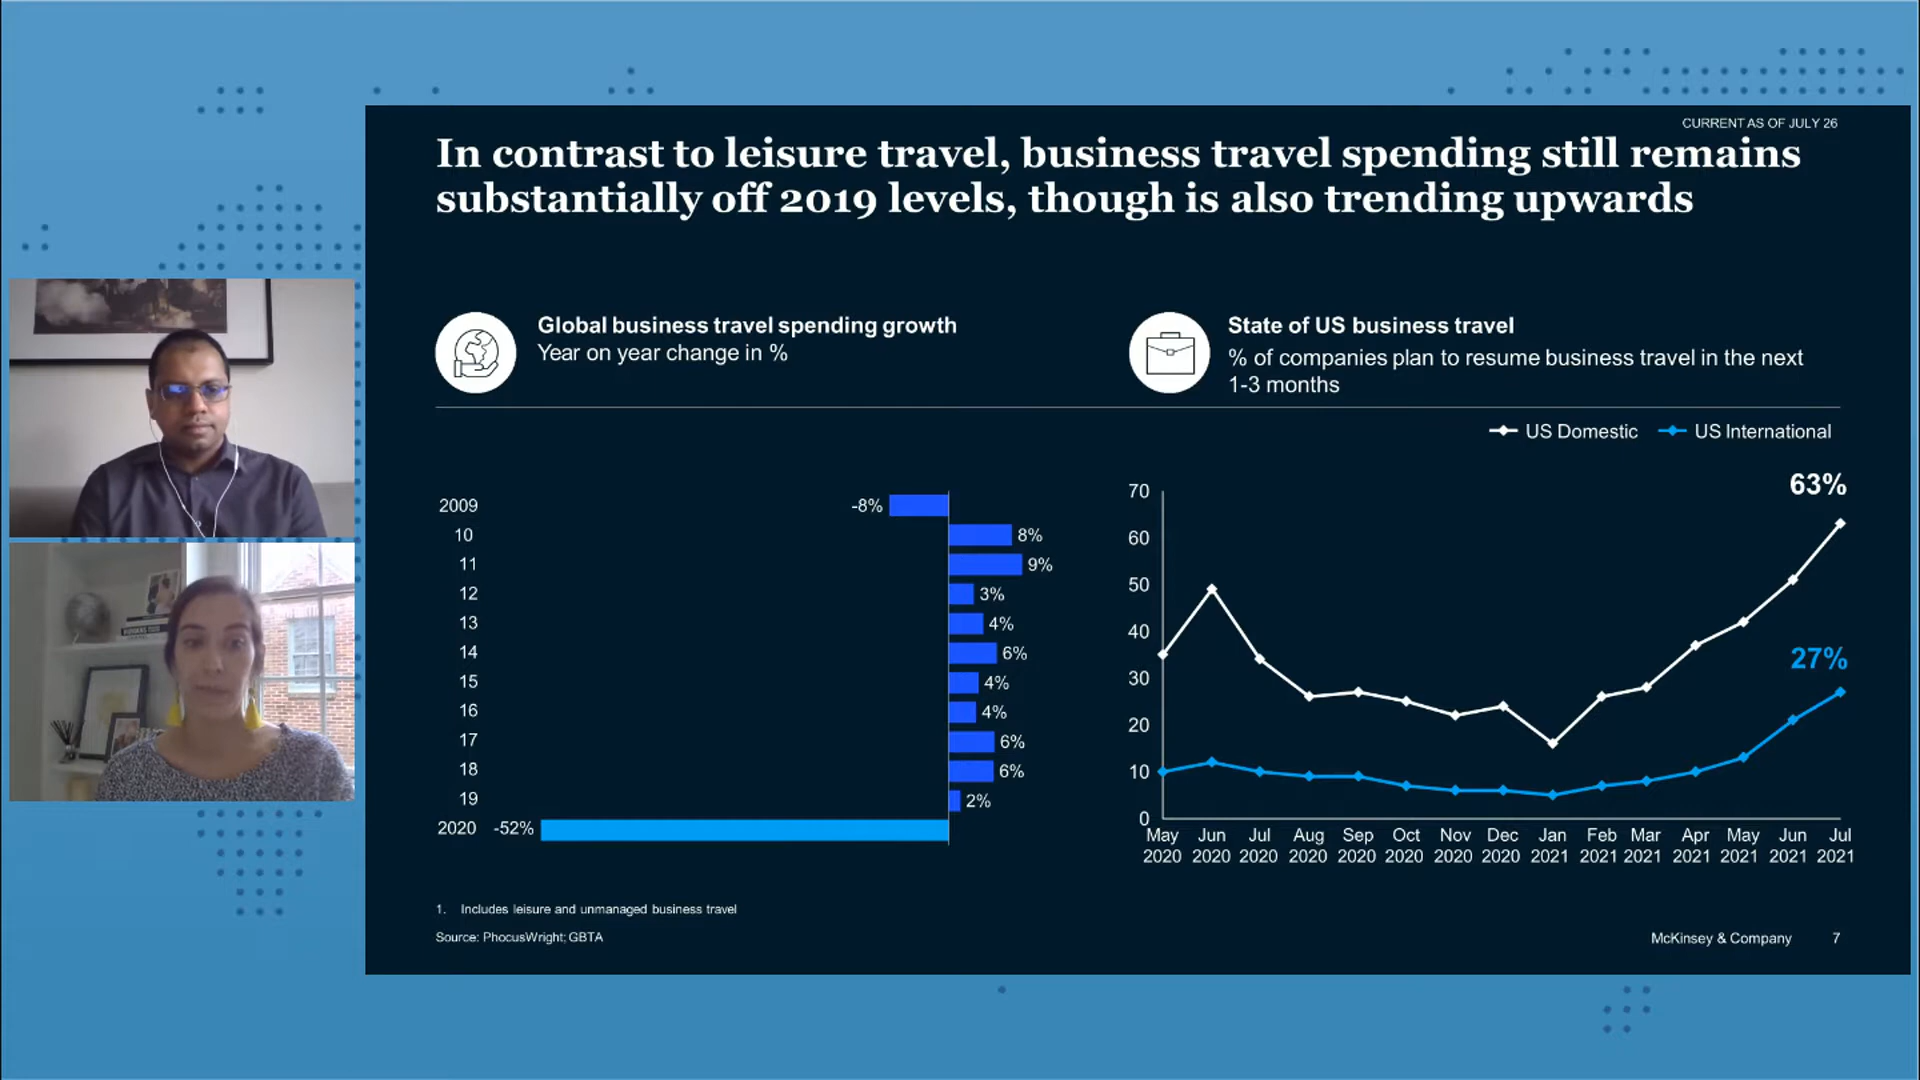 CURRENT AS OF JULY 26
In contrast to leisure travel, business travel spending still remains
substantially off 2019 levels, though is also trending upwards
Global business travel spending growth
Year on year change in %
2009 -8%
10 8%
11 9%
12 3%
13 4%
14 6%
15 4%
16 4%
17 6%
18 6%
19 2%
2020 -52%
State of US business travel
% of companies plan to resume business travel in the next
1-3 months
US Domestic US International
63%
27%
70
60
50
40
30
20
10
0
May Jun Jul Aug Sep Oct Nov Dec Jan Feb Mar Apr May Jun Jul
2020 2020 2020 2020 2020 2020 2020 2020 2021 2021 2021 2021 2021 2021 2021
1. Includes leisure and unmanaged business travel
Source: PhocusWright; GBTA
McKinsey & Company 7